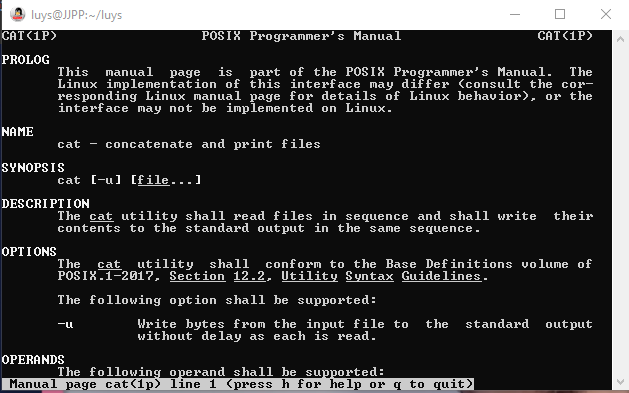 luys@JJPP:~/luys
CAT(1P) POSIX Programmer's Manual CAT(1P)
PROLOG
This manual page is part of the POSIX Programmer's Manual. The
Linux implementation of this interface may differ (consult the cor-
responding Linux manual page for details of Linux behavior), or the
interface may not be implemented on Linux.
NAME
cat - concatenate and print files
SYNOPSIS
cat [-u] [file...]
DESCRIPTION
The cat utility shall read files in sequence and shall write their
contents to the standard output in the same sequence.
OPTIONS
The cat utility shall conform to the Base Definitions volume of
POSIX.1-2017, Section 12.2, Utility Syntax Guidelines.
The following option shall be supported:
-u Write bytes from the input file to the standard output
without delay as each is read.
OPERANDS
The following operand shall be supported:
Manual page cat(1p) line 1 (press h for help or q to quit)